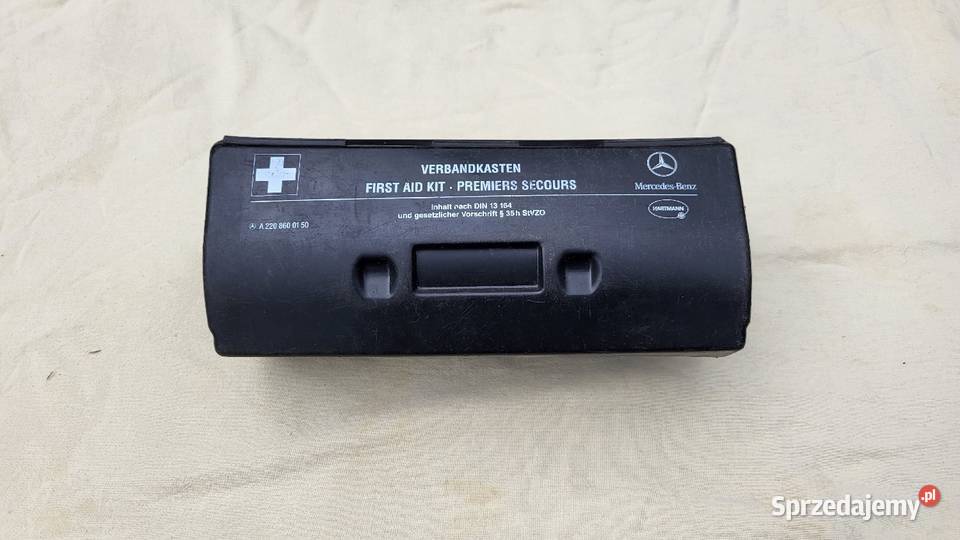 VERBANDKASTEN
FIRST AID KIT · PREMIERS SECOURS
Inhalt nach DIN 13 164
und gesetzlicher Vorschrift § 35h StVZO
A 220 860 01 50
Mercedes-Benz
HARTMANN
Sprzedajemy.pl